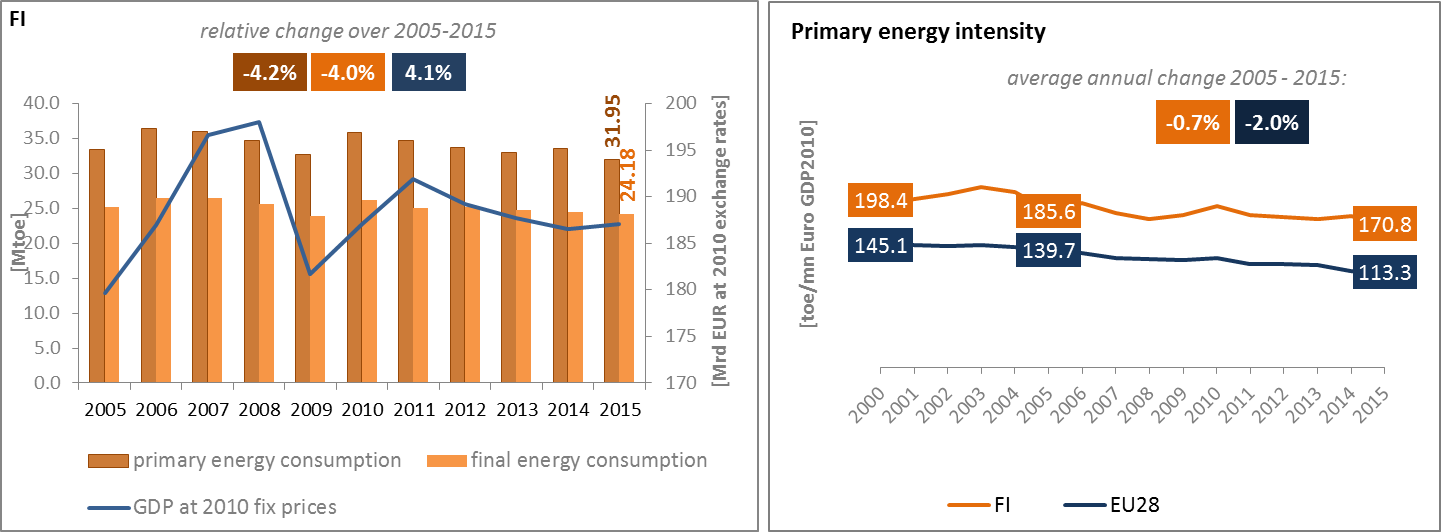 FI
relative change over 2005-2015
-4.2% -4.0% 4.1%
40.0
35.0
30.0
25.0
20.0
15.0
10.0
5.0
0.0
[Mtoe]
31.95
24.18
200
195
190
185
180
175
170
[Mrd EUR at 2010 exchange rates]
2005 2006 2007 2008 2009 2010 2011 2012 2013 2014 2015
primary energy consumption final energy consumption
GDP at 2010 fix prices
Primary energy intensity
average annual change 2005 - 2015:
-0.7% -2.0%
[toe/mn Euro GDP2010]
198.4 185.6 170.8
145.1 139.7 113.3
2000 2001 2002 2003 2004 2005 2006 2007 2008 2009 2010 2011 2012 2013 2014 2015
FI EU28